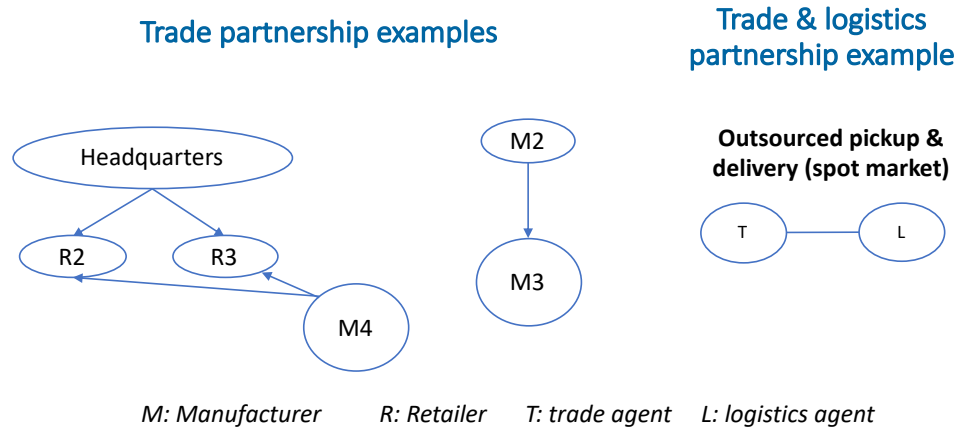 Trade partnership examples
Trade & logistics
partnership example
Headquarters
R2
R3
M4
M2
M3
Outsourced pickup &
delivery (spot market)
T
L
M: Manufacturer R: Retailer T: trade agent L: logistics agent